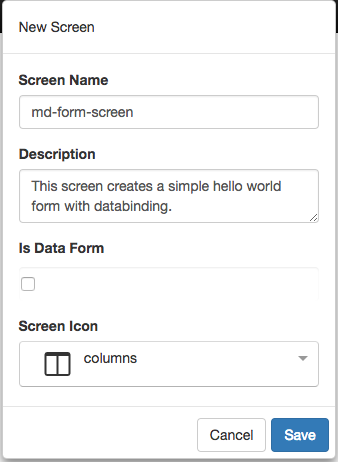 New Screen
Screen Name
md-form-screen
Description
This screen creates a simple hello world
form with databinding.
Is Data Form
Screen Icon
columns
Cancel Save